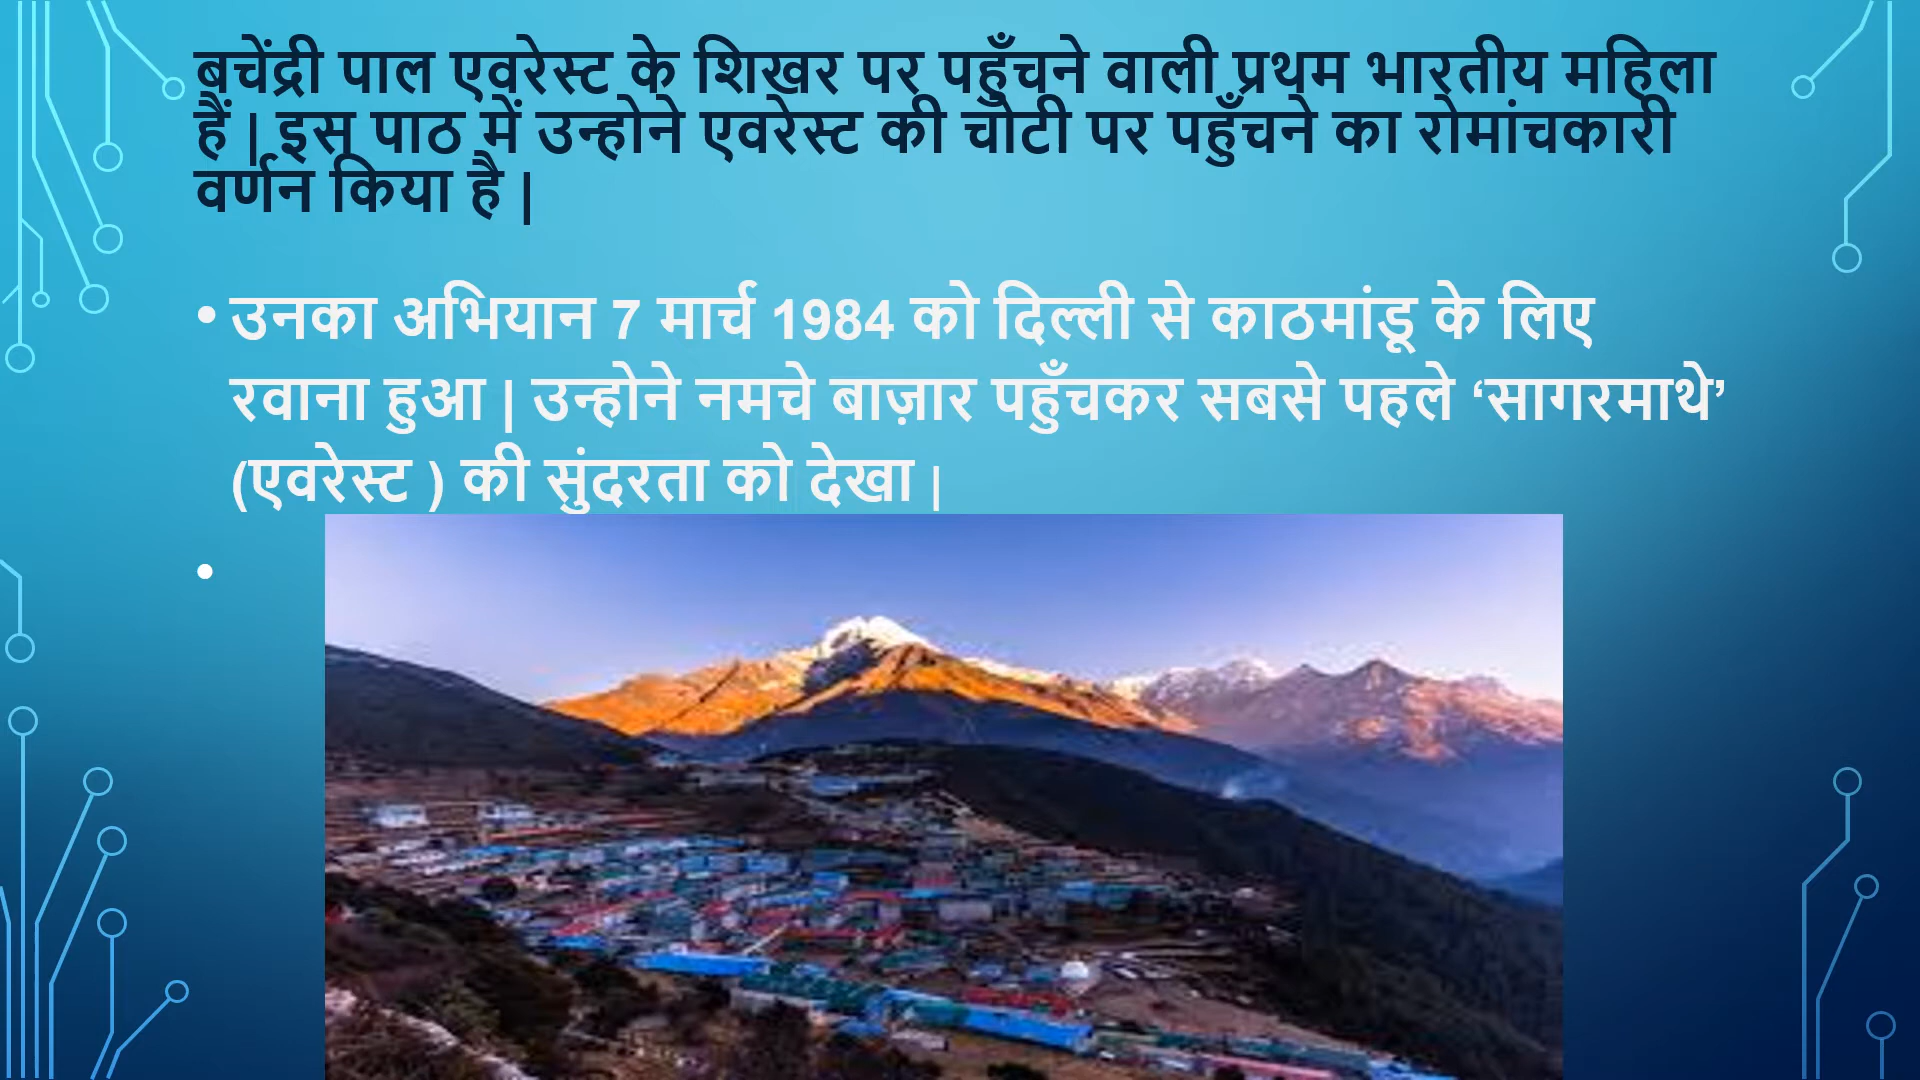 बचेंद्री पाल एवरेस्ट के शिखर पर पहुँचने वाली प्रथम भारतीय महिला
हैं | इस पाठ में उन्होने एवरेस्ट की चोटी पर पहुँचने का रोमांचकारी
वर्णन किया है |
• उनका अभियान 7 मार्च 1984 को दिल्ली से काठमांडू के लिए
रवाना हुआ | उन्होने नमचे बाज़ार पहुँचकर सबसे पहले ‘सागरमाथे’
(एवरेस्ट ) की सुंदरता को देखा |
•